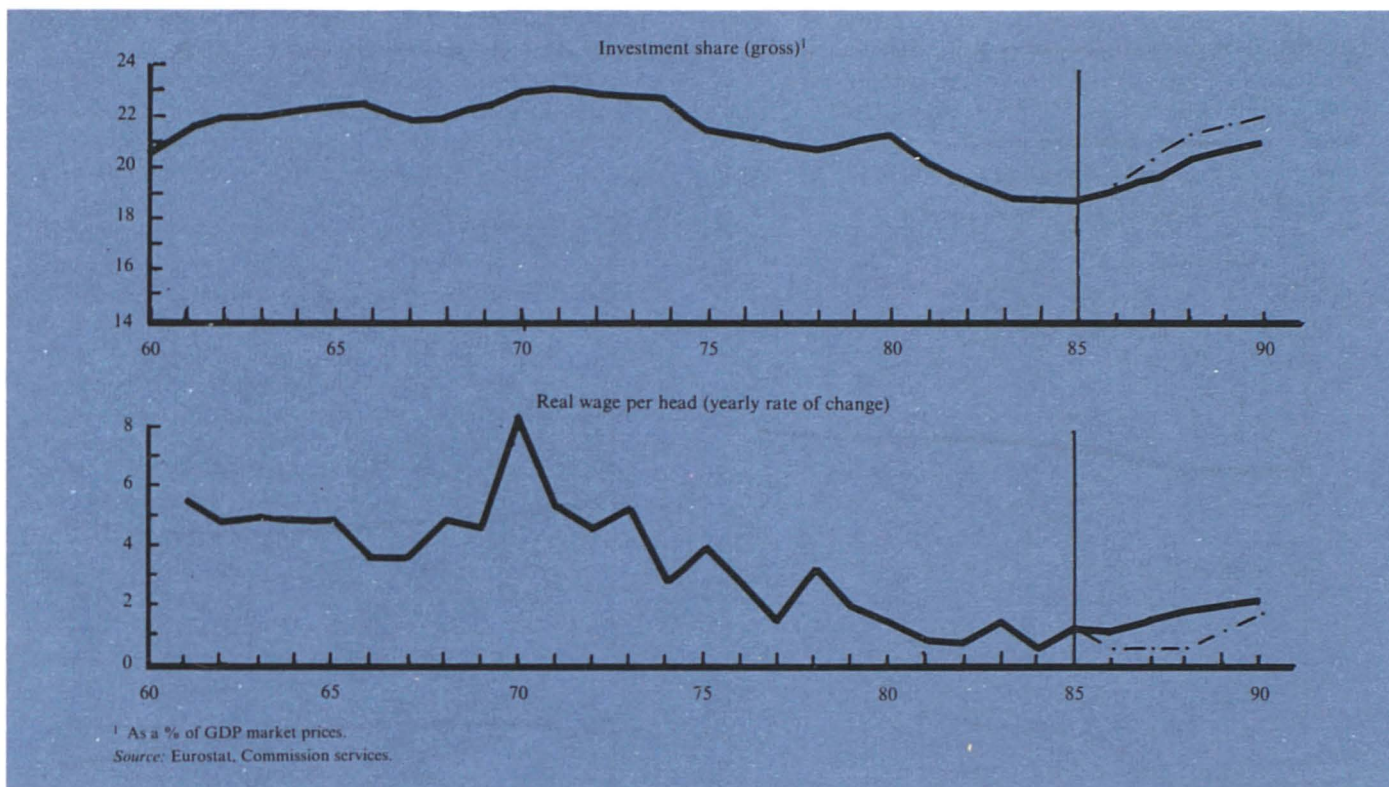 Investment share (gross)¹
24
22
20
18
16
14
60 65 70 75 80 85 90
Real wage per head (yearly rate of change)
8
6
4
2
0
60 65 70 75 80 85 90
¹ As a % of GDP market prices.
Source: Eurostat, Commission services.